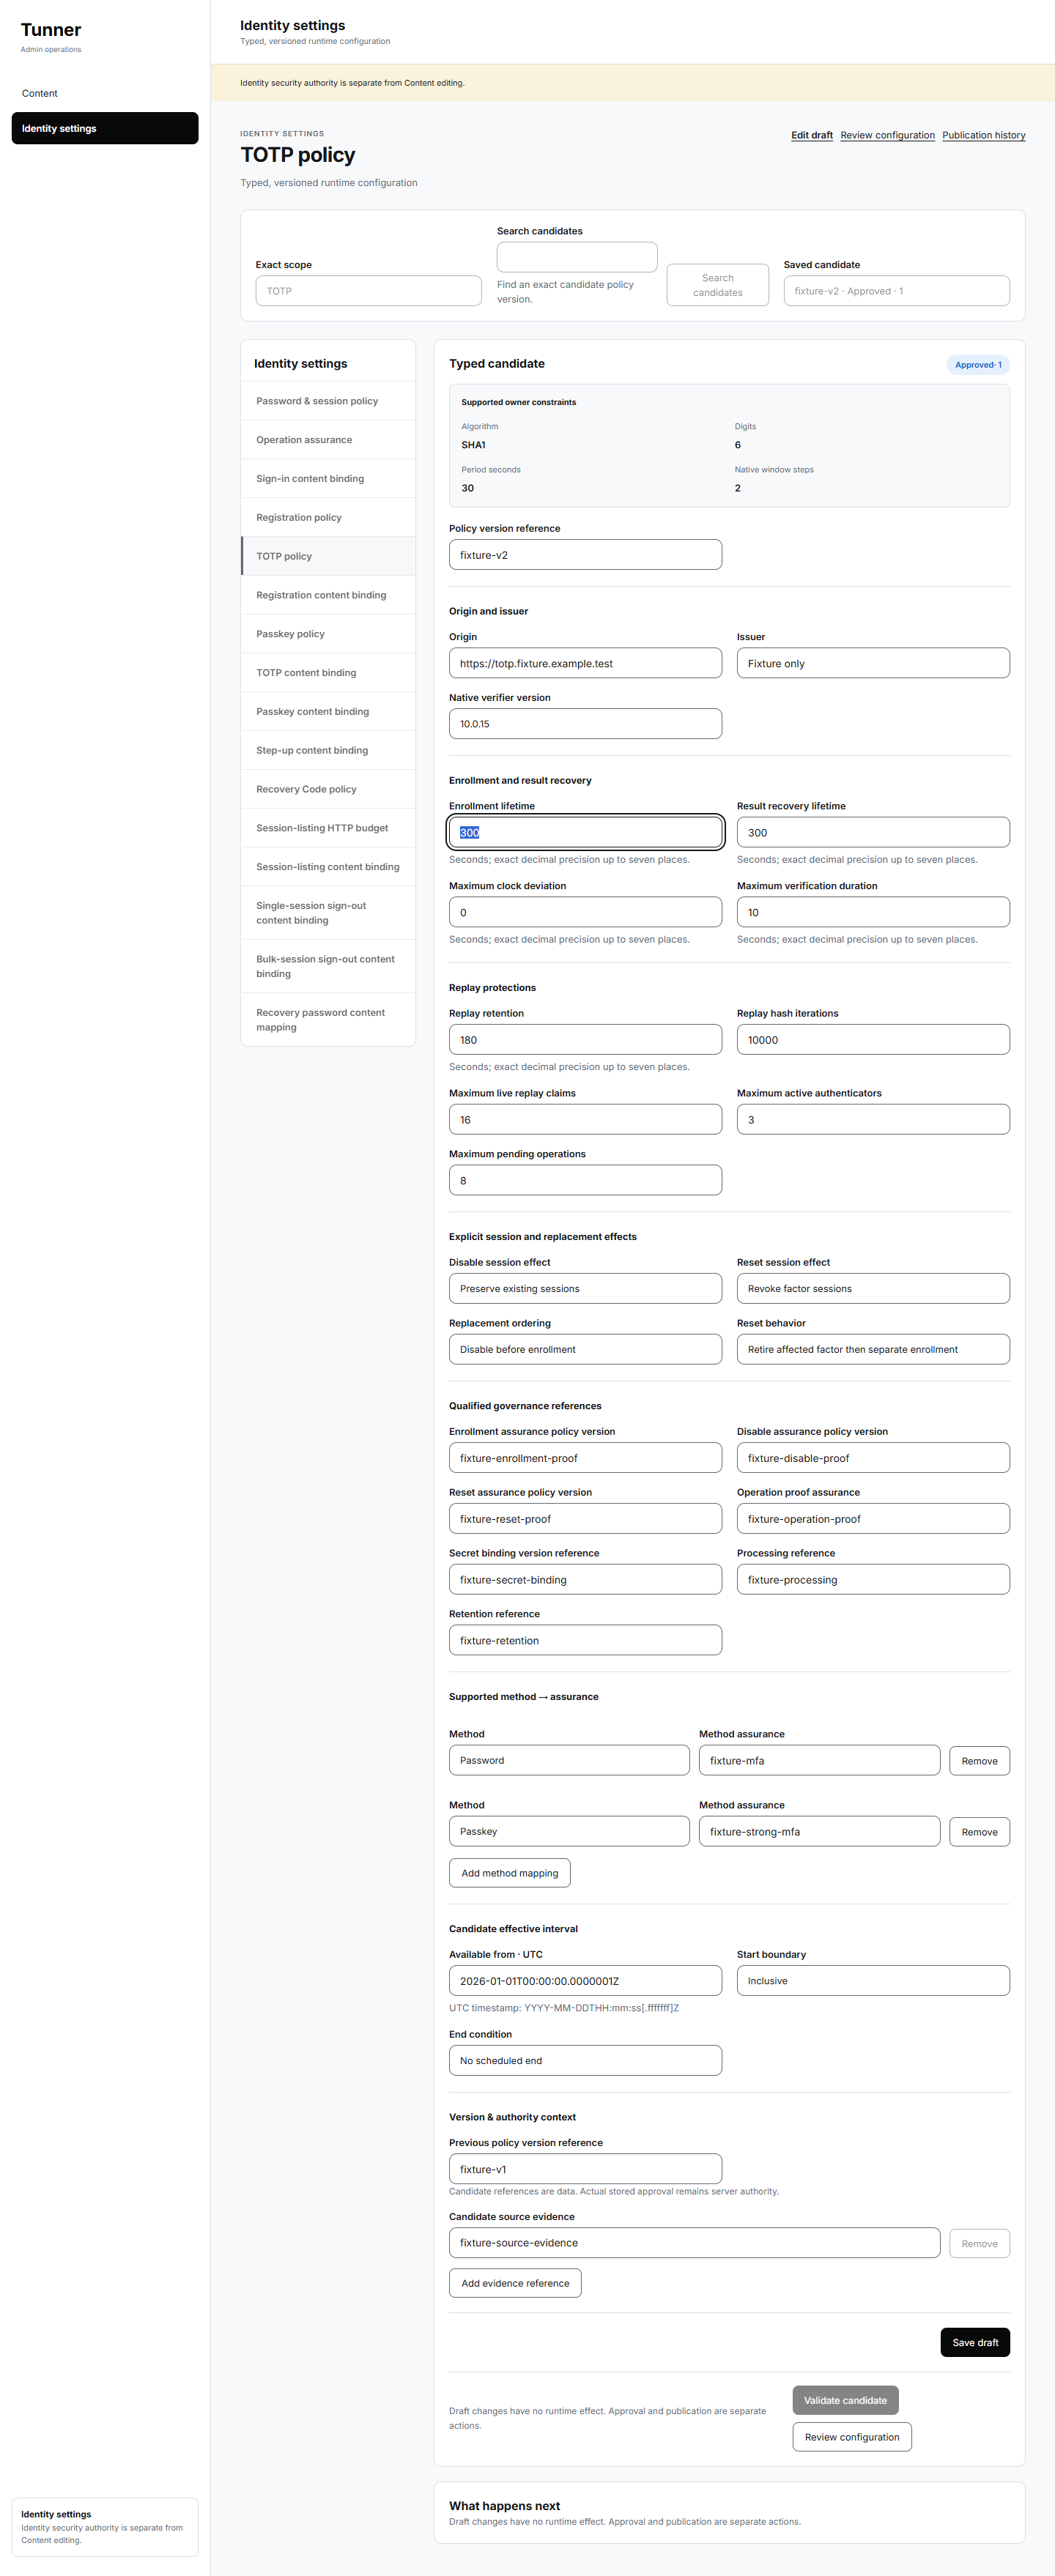 Tunner
Admin operations
Content
Identity settings
Identity settings
Typed, versioned runtime configuration
Identity security authority is separate from Content editing.
IDENTITY SETTINGS
TOTP policy
Typed, versioned runtime configuration
Edit draft
Review configuration
Publication history
Exact scope
TOTP
Search candidates
Find an exact candidate policy
version.
Search
candidates
Saved candidate
fixture-v2 · Approved · 1
Identity settings
Password & session policy
Operation assurance
Sign-in content binding
Registration policy
TOTP policy
Registration content binding
Passkey policy
TOTP content binding
Passkey content binding
Step-up content binding
Recovery Code policy
Session-listing HTTP budget
Session-listing content binding
Single-session sign-out
content binding
Bulk-session sign-out content
binding
Recovery password content
mapping
Typed candidate
Approved· 1
Supported owner constraints
Algorithm
SHA1
Digits
6
Period seconds
30
Native window steps
2
Policy version reference
fixture-v2
Origin and issuer
Origin
https://totp.fixture.example.test
Issuer
Fixture only
Native verifier version
10.0.15
Enrollment and result recovery
Enrollment lifetime
300
Seconds; exact decimal precision up to seven places.
Result recovery lifetime
300
Seconds; exact decimal precision up to seven places.
Maximum clock deviation
0
Seconds; exact decimal precision up to seven places.
Maximum verification duration
10
Seconds; exact decimal precision up to seven places.
Replay protections
Replay retention
180
Seconds; exact decimal precision up to seven places.
Replay hash iterations
10000
Maximum live replay claims
16
Maximum active authenticators
3
Maximum pending operations
8
Explicit session and replacement effects
Disable session effect
Preserve existing sessions
Reset session effect
Revoke factor sessions
Replacement ordering
Disable before enrollment
Reset behavior
Retire affected factor then separate enrollment
Qualified governance references
Enrollment assurance policy version
fixture-enrollment-proof
Disable assurance policy version
fixture-disable-proof
Reset assurance policy version
fixture-reset-proof
Operation proof assurance
fixture-operation-proof
Secret binding version reference
fixture-secret-binding
Processing reference
fixture-processing
Retention reference
fixture-retention
Supported method → assurance
Method
Password
Method assurance
fixture-mfa
Remove
Method
Passkey
Method assurance
fixture-strong-mfa
Remove
Add method mapping
Candidate effective interval
Available from · UTC
2026-01-01T00:00:00.0000001Z
UTC timestamp: YYYY-MM-DDTHH:mm:ss[.fffffff]Z
Start boundary
Inclusive
End condition
No scheduled end
Version & authority context
Previous policy version reference
fixture-v1
Candidate references are data. Actual stored approval remains server authority.
Candidate source evidence
fixture-source-evidence
Remove
Add evidence reference
Save draft
Draft changes have no runtime effect. Approval and publication are separate
actions.
Validate candidate
Review configuration
What happens next
Draft changes have no runtime effect. Approval and publication are separate actions.
Identity settings
Identity security authority is separate from
Content editing.